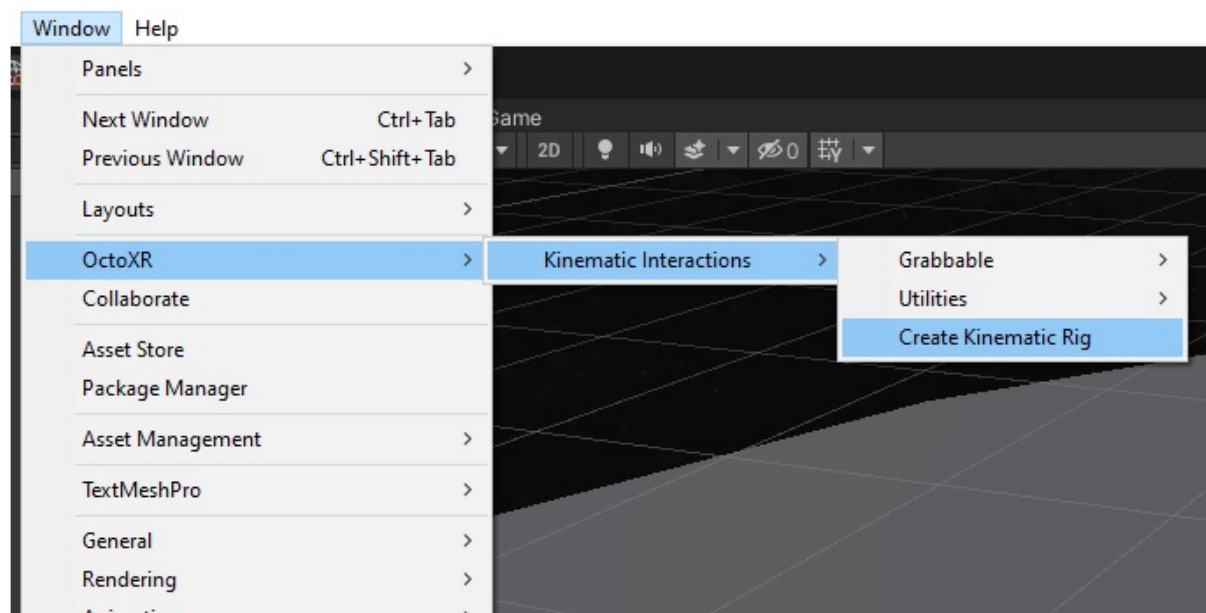 Window Help
Panels
Next Window Ctrl+Tab
Previous Window Ctrl+Shift+Tab
Layouts
OctoXR
Collaborate
Asset Store
Package Manager
Asset Management
TextMeshPro
General
Rendering
Kinematic Interactions
Grabbable
Utilities
Create Kinematic Rig
2D
0